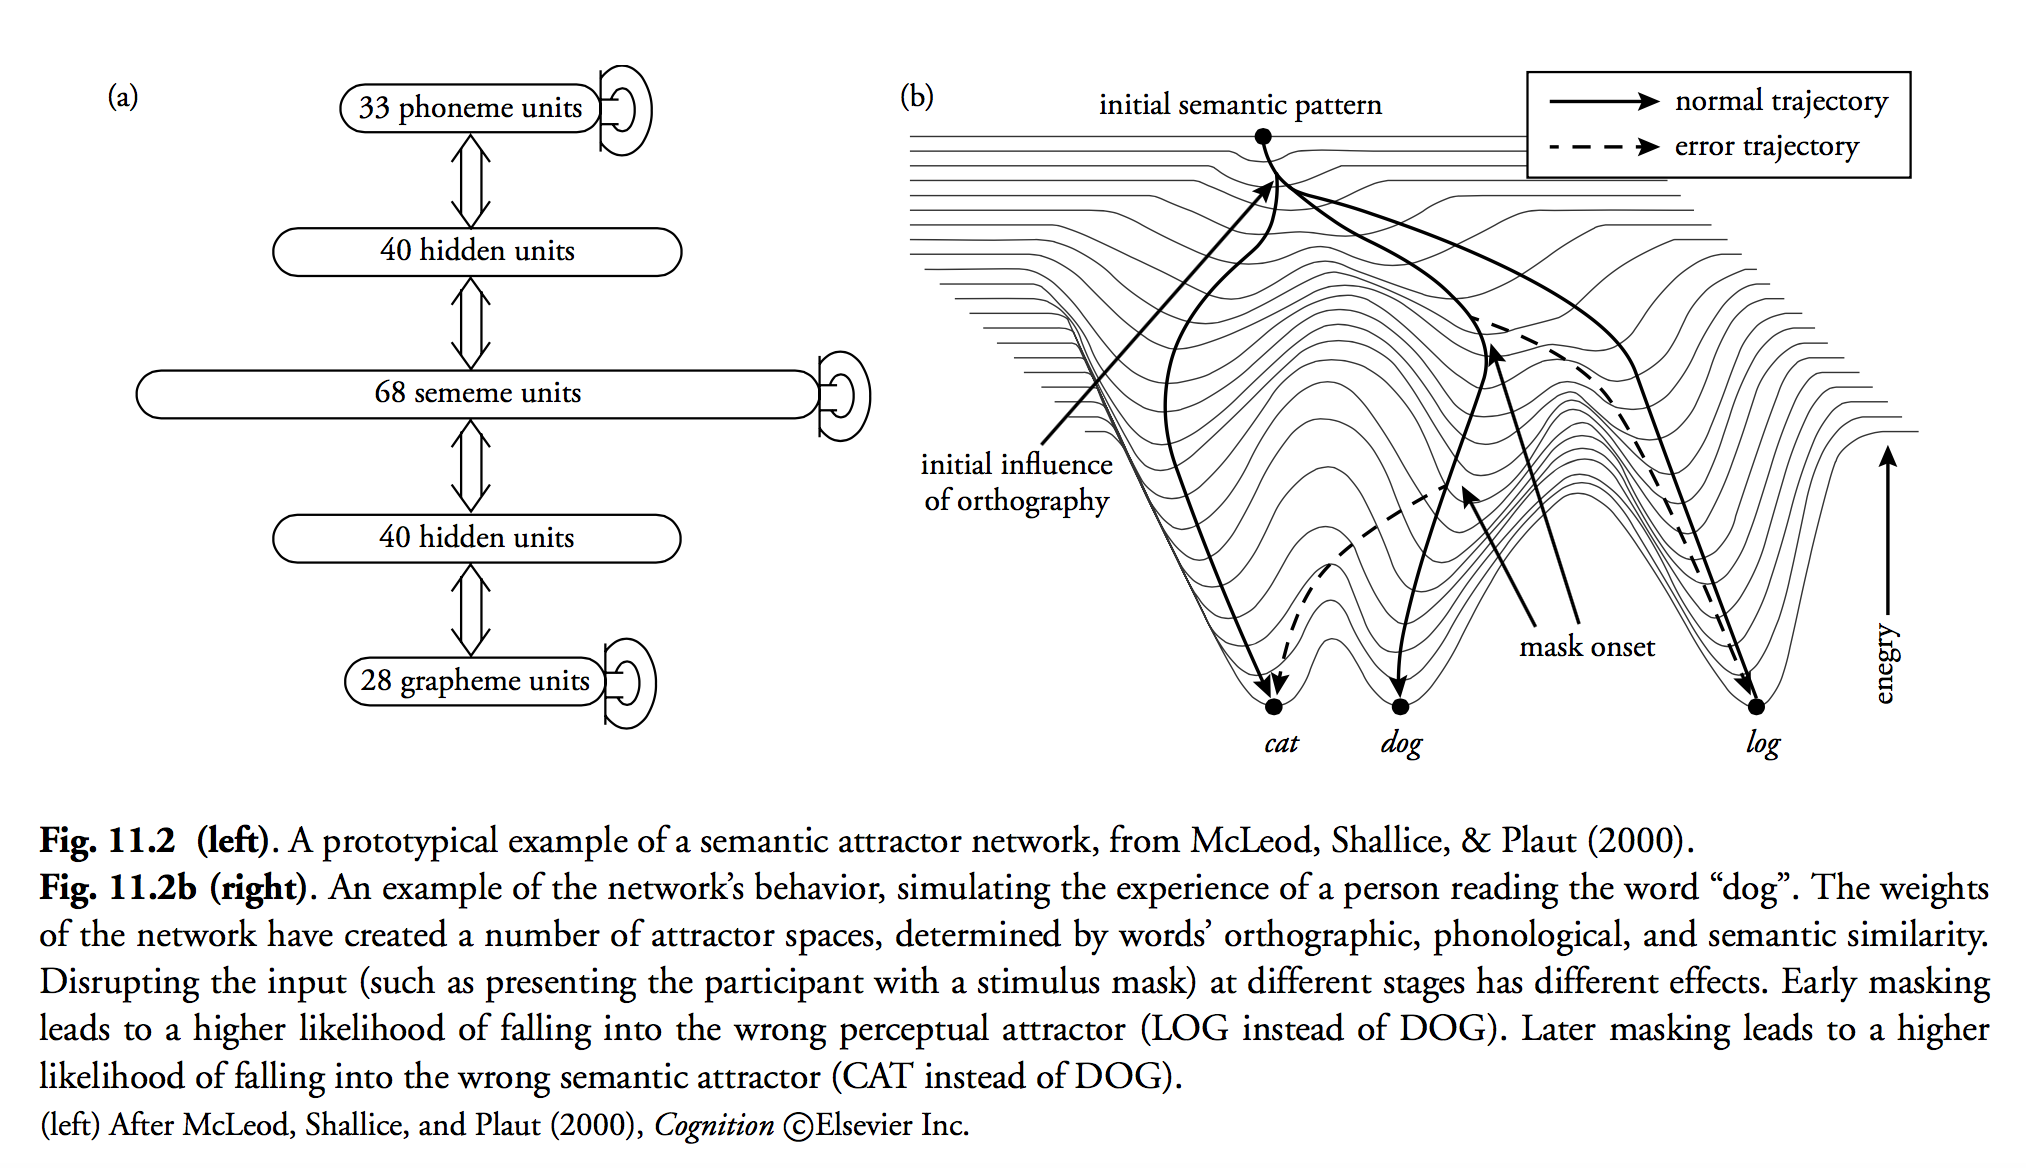 (a)
33 phoneme units
40 hidden units
68 sememe units
40 hidden units
28 grapheme units
(b)
initial semantic pattern
normal trajectory
error trajectory
initial influence
of orthography
mask onset
enegry
cat
dog
log
Fig. 11.2 (left). A prototypical example of a semantic attractor network, from McLeod, Shallice, & Plaut (2000).
Fig. 11.2b (right). An example of the network’s behavior, simulating the experience of a person reading the word “dog”. The weights
of the network have created a number of attractor spaces, determined by words’ orthographic, phonological, and semantic similarity.
Disrupting the input (such as presenting the participant with a stimulus mask) at different stages has different effects. Early masking
leads to a higher likelihood of falling into the wrong perceptual attractor (LOG instead of DOG). Later masking leads to a higher
likelihood of falling into the wrong semantic attractor (CAT instead of DOG).
(left) After McLeod, Shallice, and Plaut (2000), Cognition ©Elsevier Inc.